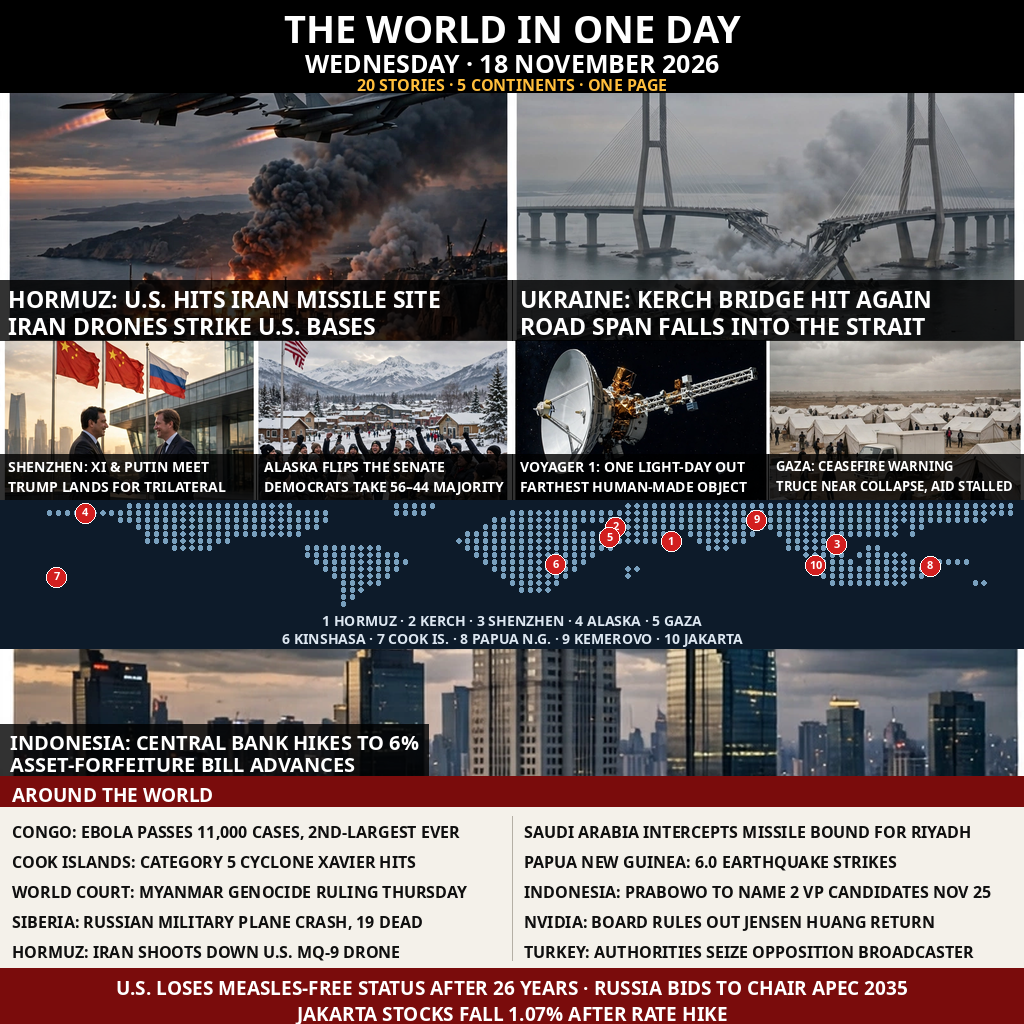 THE WORLD IN ONE DAY
WEDNESDAY · 18 NOVEMBER 2026
20 STORIES · 5 CONTINENTS · ONE PAGE
HORMUZ: U.S. HITS IRAN MISSILE SITE
IRAN DRONES STRIKE U.S. BASES
UKRAINE: KERCH BRIDGE HIT AGAIN
ROAD SPAN FALLS INTO THE STRAIT
SHENZHEN: XI & PUTIN MEET
TRUMP LANDS FOR TRILATERAL
ALASKA FLIPS THE SENATE
DEMOCRATS TAKE 56–44 MAJORITY
VOYAGER 1: ONE LIGHT-DAY OUT
FARTHEST HUMAN-MADE OBJECT
GAZA: CEASEFIRE WARNING
TRUCE NEAR COLLAPSE, AID STALLED
4
9
2
5
1
3
6
10
8
7
1 HORMUZ · 2 KERCH · 3 SHENZHEN · 4 ALASKA · 5 GAZA
6 KINSHASA · 7 COOK IS. · 8 PAPUA N.G. · 9 KEMEROVO · 10 JAKARTA
INDONESIA: CENTRAL BANK HIKES TO 6%
ASSET-FORFEITURE BILL ADVANCES
AROUND THE WORLD
CONGO: EBOLA PASSES 11,000 CASES, 2ND-LARGEST EVER
COOK ISLANDS: CATEGORY 5 CYCLONE XAVIER HITS
WORLD COURT: MYANMAR GENOCIDE RULING THURSDAY
SIBERIA: RUSSIAN MILITARY PLANE CRASH, 19 DEAD
HORMUZ: IRAN SHOOTS DOWN U.S. MQ-9 DRONE
SAUDI ARABIA INTERCEPTS MISSILE BOUND FOR RIYADH
PAPUA NEW GUINEA: 6.0 EARTHQUAKE STRIKES
INDONESIA: PRABOWO TO NAME 2 VP CANDIDATES NOV 25
NVIDIA: BOARD RULES OUT JENSEN HUANG RETURN
TURKEY: AUTHORITIES SEIZE OPPOSITION BROADCASTER
U.S. LOSES MEASLES-FREE STATUS AFTER 26 YEARS · RUSSIA BIDS TO CHAIR APEC 2035
JAKARTA STOCKS FALL 1.07% AFTER RATE HIKE